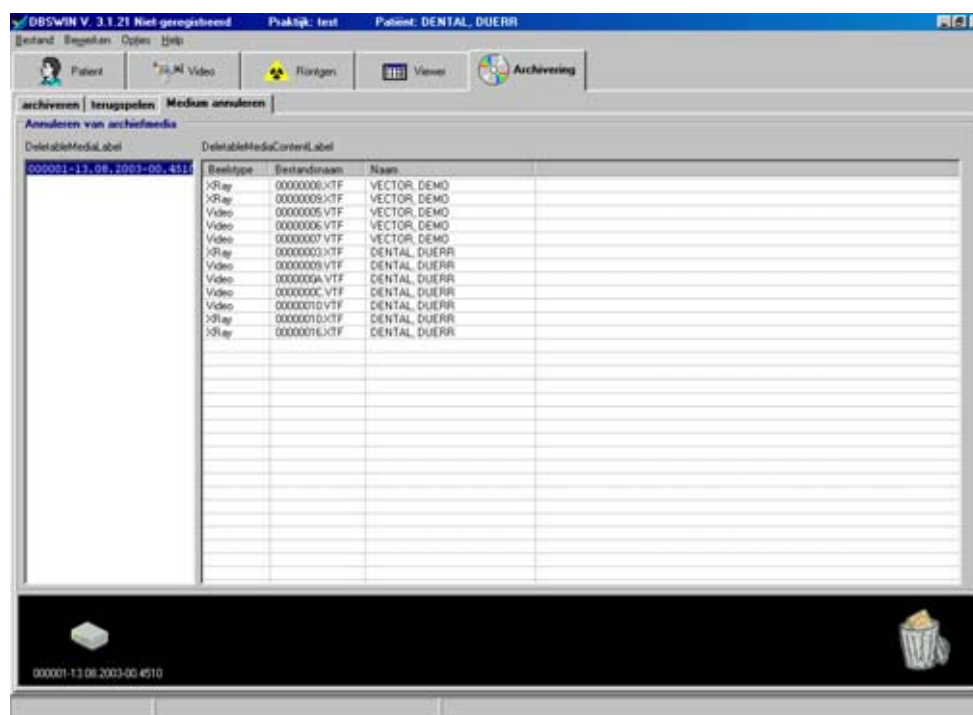 DBSWIN V. 3.1.21 Niet geregistreerd Praktijk: test Patiënt: DENTAL, DUERR
Bestand Bewerken Opties Help
Patient Video Röntgen Viewer Archivering
archiveren terugspelen Medium annuleren
Annuleren van archiefmedia
DeletableMediaLabel DeletableMediaContentLabel
000001-13.08.2003-00.4510 Beeldtype Bestandsnaam Naam
XRay 00000008.XTF VECTOR, DEMO
XRay 00000009.XTF VECTOR, DEMO
Video 00000005.VTF VECTOR, DEMO
Video 00000006.VTF VECTOR, DEMO
Video 00000007.VTF VECTOR, DEMO
XRay 00000003.XTF DENTAL, DUERR
Video 00000009.VTF DENTAL, DUERR
Video 0000000A.VTF DENTAL, DUERR
Video 0000000C.VTF DENTAL, DUERR
Video 00000010.VTF DENTAL, DUERR
XRay 00000010.XTF DENTAL, DUERR
XRay 00000016.XTF DENTAL, DUERR
000001-13.08.2003-00.4510